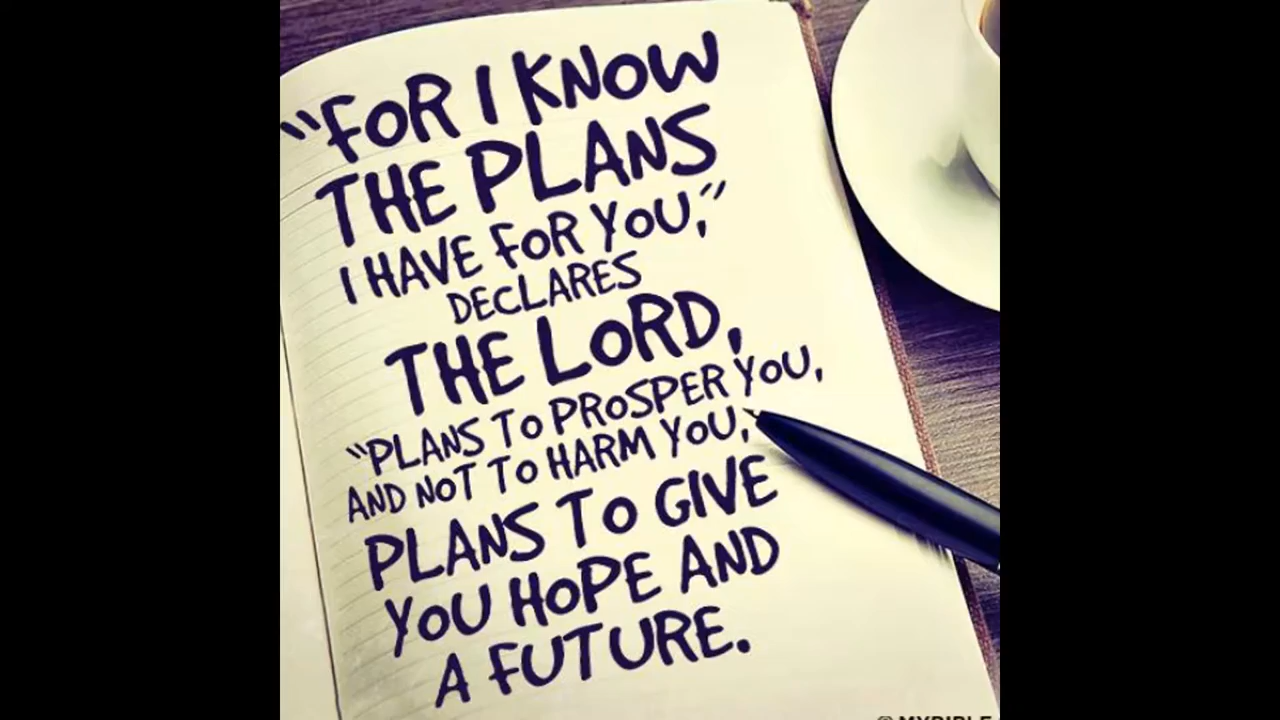 “FOR I KNOW
THE PLANS
I HAVE FOR YOU,”
DECLARES
THE LORD,
“PLANS TO PROSPER YOU,
AND NOT TO HARM YOU,
PLANS TO GIVE
YOU HOPE AND
A FUTURE.